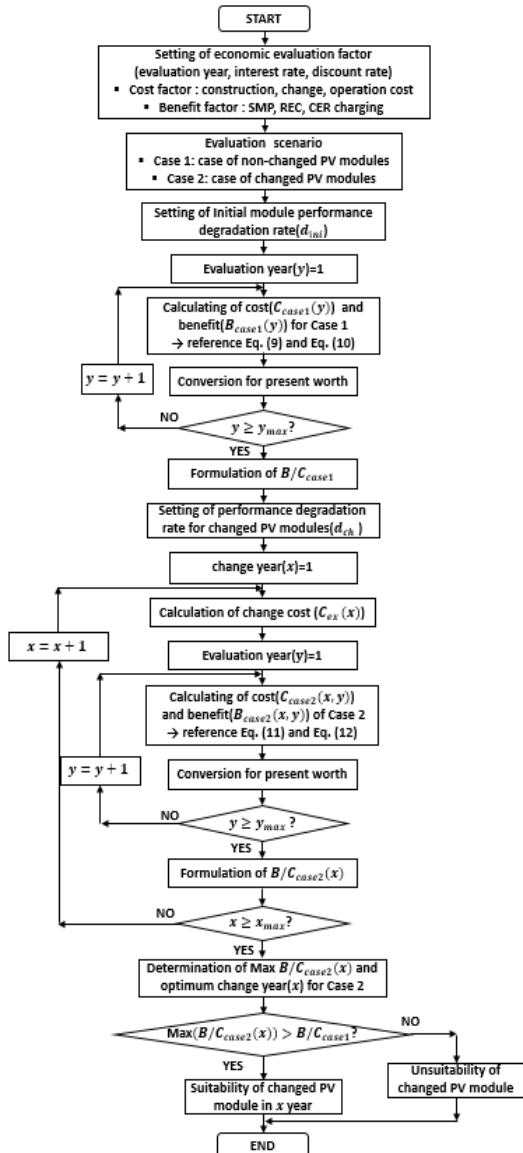 START
Setting of economic evaluation factor
(evaluation year, interest rate, discount rate)
▪ Cost factor : construction, change, operation cost
▪ Benefit factor : SMP, REC, CER charging
Evaluation scenario
▪ Case 1: case of non-changed PV modules
▪ Case 2: case of changed PV modules
Setting of Initial module performance
degradation rate(d_ini)
Evaluation year(y)=1
Calculating of cost(C_case1(y)) and
benefit(B_case1(y)) for Case 1
→ reference Eq. (9) and Eq. (10)
y = y + 1
Conversion for present worth
NO
y ≥ y_max?
YES
Formulation of B/C_case1
Setting of performance degradation
rate for changed PV modules(d_ch )
change year(x)=1
Calculation of change cost (C_ex(x))
x = x + 1
Evaluation year(y)=1
Calculating of cost(C_case2(x, y))
and benefit(B_case2(x, y)) of Case 2
→ reference Eq. (11) and Eq. (12)
y = y + 1
Conversion for present worth
NO
y ≥ y_max ?
YES
Formulation of B/C_case2(x)
NO
x ≥ x_max?
YES
Determination of Max B/C_case2(x) and
optimum change year(x) for Case 2
NO
Max(B/C_case2(x)) > B/C_case1?
YES
Unsuitability of
changed PV module
Suitability of changed PV
module in x year
END